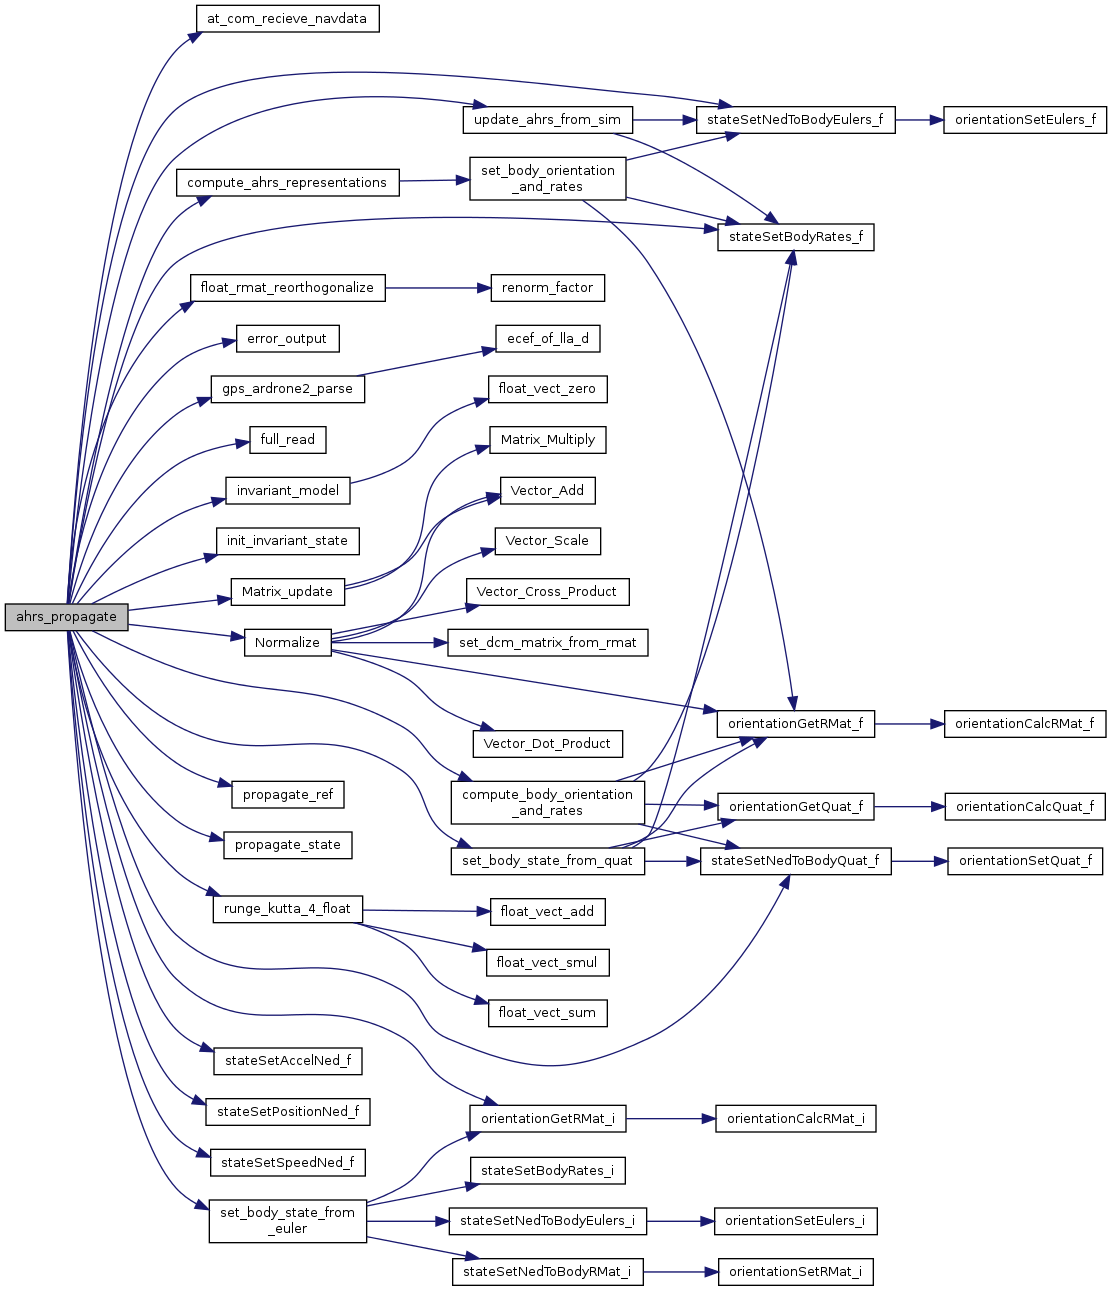 at_com_recieve_navdata
update_ahrs_from_sim
stateSetNedToBodyEulers_f
orientationSetEulers_f
compute_ahrs_representations
set_body_orientation
_and_rates
stateSetBodyRates_f
float_rmat_reorthogonalize
renorm_factor
error_output
ecef_of_lla_d
gps_ardrone2_parse
float_vect_zero
full_read
Matrix_Multiply
invariant_model
Vector_Add
init_invariant_state
Vector_Scale
Matrix_update
Vector_Cross_Product
ahrs_propagate
Normalize
set_dcm_matrix_from_rmat
orientationGetRMat_f
orientationCalcRMat_f
Vector_Dot_Product
propagate_ref
compute_body_orientation
_and_rates
orientationGetQuat_f
orientationCalcQuat_f
propagate_state
set_body_state_from_quat
stateSetNedToBodyQuat_f
orientationSetQuat_f
runge_kutta_4_float
float_vect_add
float_vect_smul
float_vect_sum
stateSetAccelNed_f
stateSetPositionNed_f
orientationGetRMat_i
orientationCalcRMat_i
stateSetSpeedNed_f
stateSetBodyRates_i
set_body_state_from
_euler
stateSetNedToBodyEulers_i
orientationSetEulers_i
stateSetNedToBodyRMat_i
orientationSetRMat_i